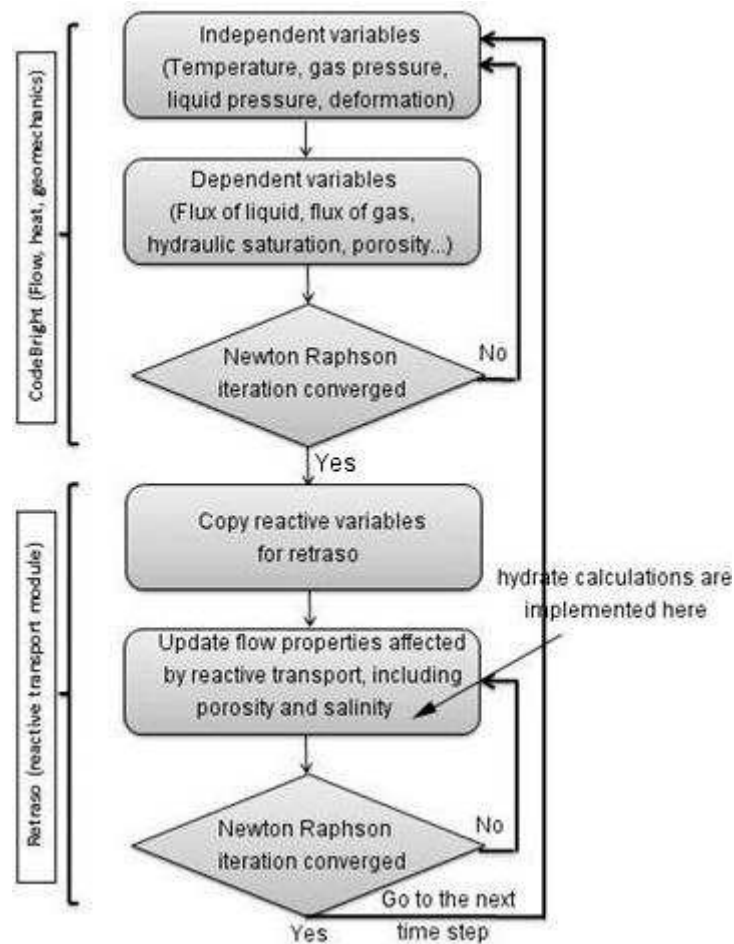 CodeBright (Flow, heat, geomechanics)
Independent variables
(Temperature, gas pressure,
liquid pressure, deformation)
Dependent variables
(Flux of liquid, flux of gas,
hydraulic saturation, porosity...)
Newton Raphson
iteration converged
No
Yes
Retraso (reactive transport module)
Copy reactive variables
for retraso
hydrate calculations are
implemented here
Update flow properties affected
by reactive transport, including
porosity and salinity
Newton Raphson
iteration converged
No
Yes
Go to the next
time step